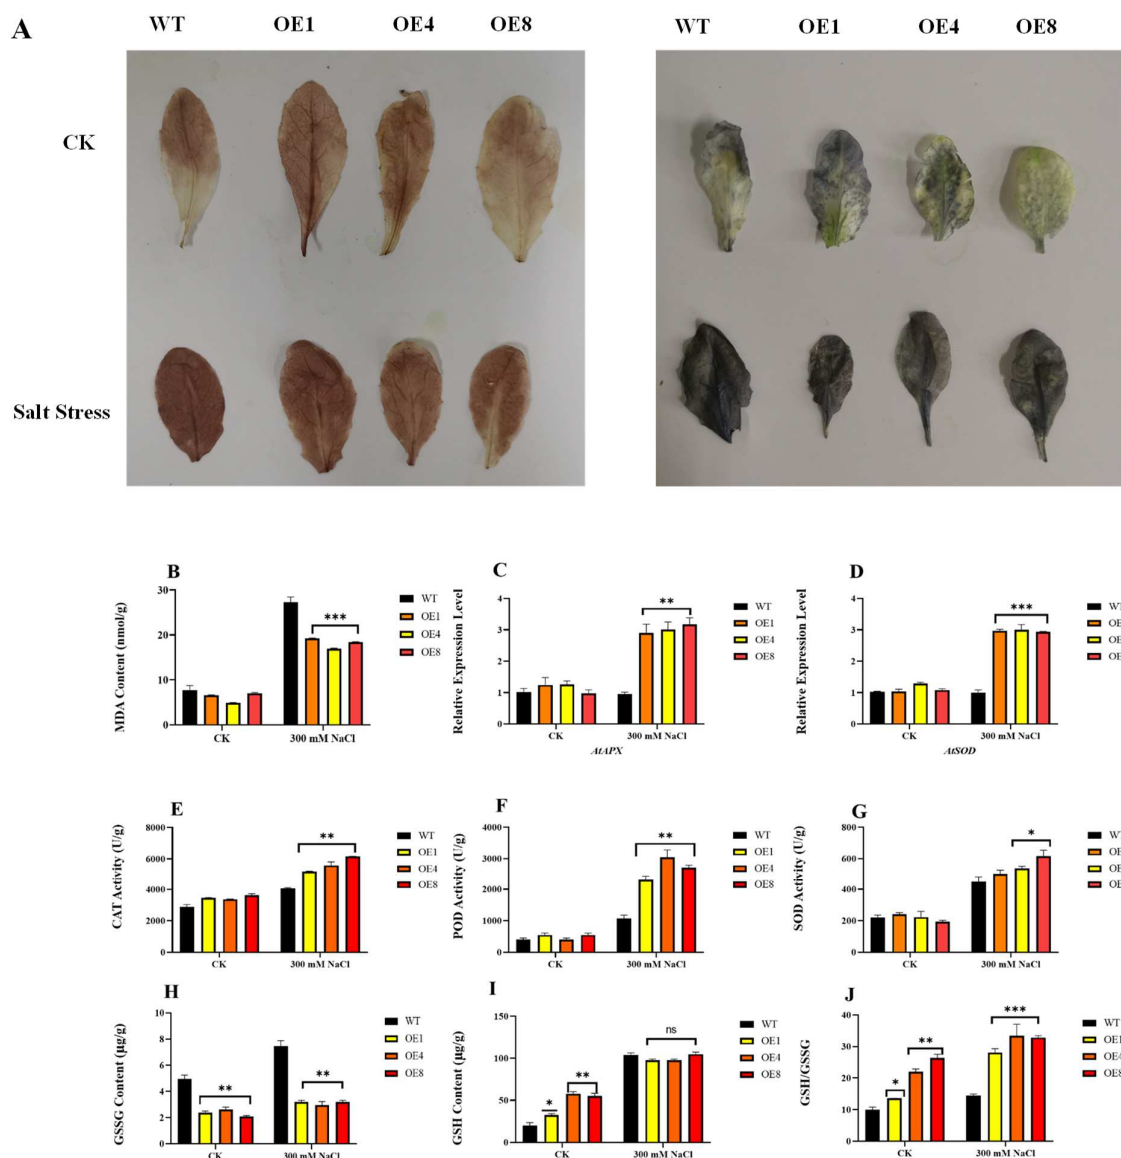 A
WT OE1 OE4 OE8
WT OE1 OE4 OE8
CK
Salt Stress
B
MDA Content (nmol/g)
30
20
10
0
***
CK 300 mM NaCl
WT
OE1
OE4
OE8
C
Relative Expression Level
4
3
2
1
0
**
CK 300 mM NaCl
AtAPX
WT
OE1
OE4
OE8
D
Relative Expression Level
4
3
2
1
0
***
CK 300 mM NaCl
AtSOD
WT
E
CAT Activity (U/g)
8000
6000
4000
2000
0
**
CK 300 mM NaCl
WT
OE1
OE4
OE8
F
POD Activity (U/g)
4000
3000
2000
1000
0
**
CK 300 mM NaCl
WT
OE1
OE4
OE8
G
SOD Activity (U/g)
800
600
400
200
0
*
CK 300 mM NaCl
WT
H
GSSG Content (µg/g)
8
6
4
2
0
** **
CK 300 mM NaCl
WT
OE1
OE4
OE8
I
GSH Content (µg/g)
150
100
50
0
* ** ns
CK 300 mM NaCl
WT
OE1
OE4
OE8
J
GSH/GSSG
40
30
20
10
0
* ** ***
CK 300 mM NaCl
WT
OE1
OE4
OE8